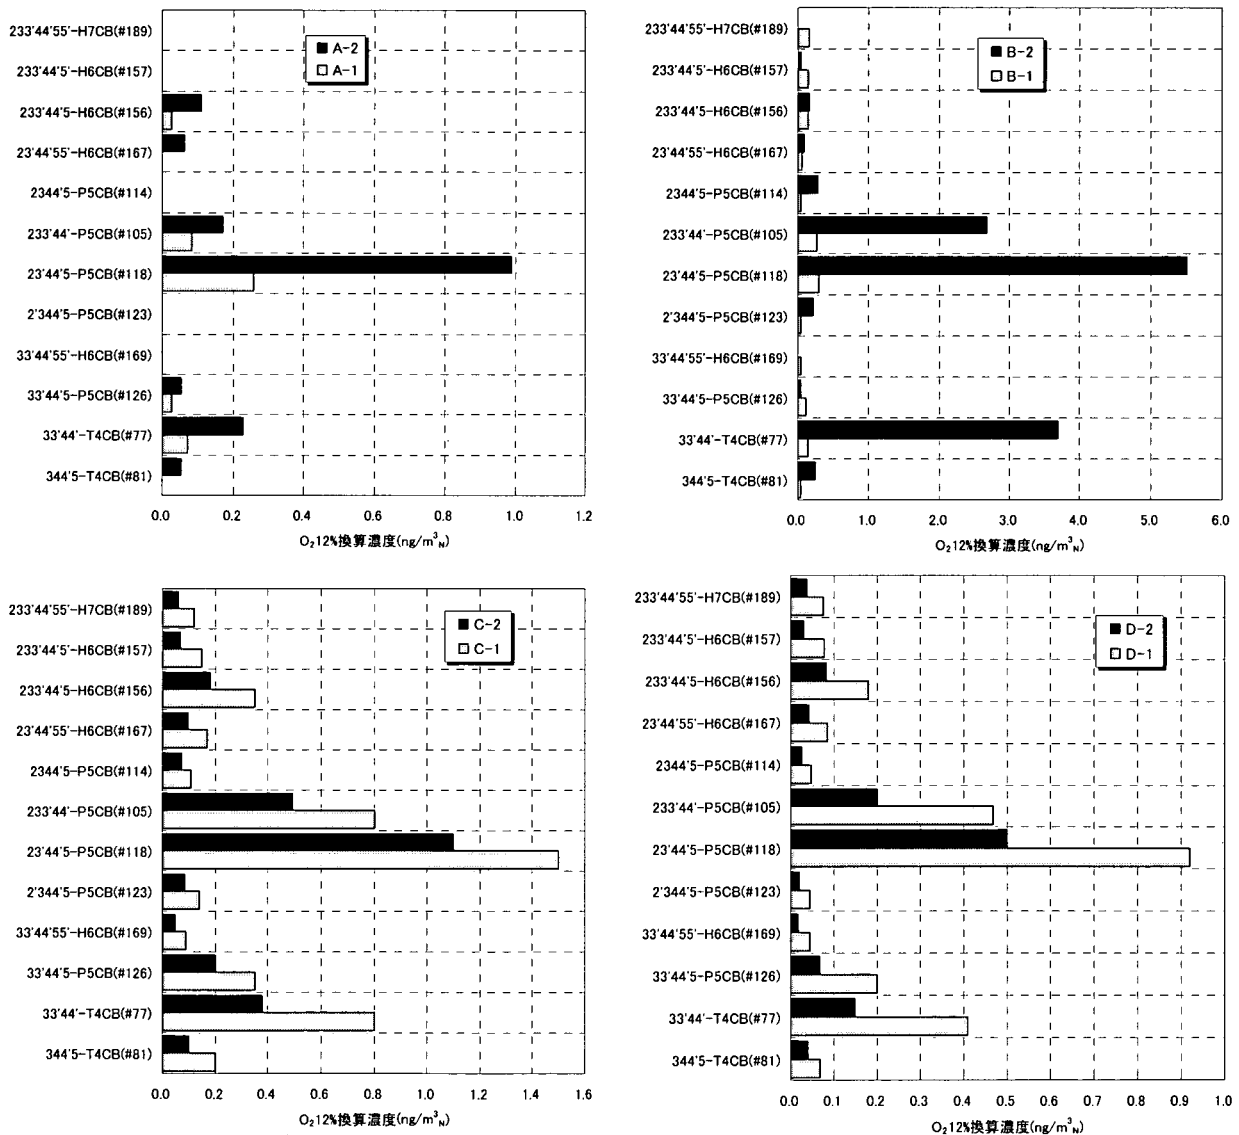 233'44'55'-H7CB(#189)
233'44'5'-H6CB(#157)
233'44'5-H6CB(#156)
23'44'55'-H6CB(#167)
2344'5-P5CB(#114)
233'44'-P5CB(#105)
23'44'5-P5CB(#118)
2'344'5-P5CB(#123)
33'44'55'-H6CB(#169)
33'44'5-P5CB(#126)
33'44'-T4CB(#77)
344'5-T4CB(#81)
A-2
A-1
0.0 0.2 0.4 0.6 0.8 1.0 1.2
O₂12%換算濃度(ng/m³N)
233'44'55'-H7CB(#189)
233'44'5'-H6CB(#157)
233'44'5-H6CB(#156)
23'44'55'-H6CB(#167)
2344'5-P5CB(#114)
233'44'-P5CB(#105)
23'44'5-P5CB(#118)
2'344'5-P5CB(#123)
33'44'55'-H6CB(#169)
33'44'5-P5CB(#126)
33'44'-T4CB(#77)
344'5-T4CB(#81)
B-2
B-1
0.0 1.0 2.0 3.0 4.0 5.0 6.0
O₂12%換算濃度(ng/m³N)
233'44'55'-H7CB(#189)
233'44'5'-H6CB(#157)
233'44'5-H6CB(#156)
23'44'55'-H6CB(#167)
2344'5-P5CB(#114)
233'44'-P5CB(#105)
23'44'5-P5CB(#118)
2'344'5-P5CB(#123)
33'44'55'-H6CB(#169)
33'44'5-P5CB(#126)
33'44'-T4CB(#77)
344'5-T4CB(#81)
C-2
C-1
0.0 0.2 0.4 0.6 0.8 1.0 1.2 1.4 1.6
O₂12%換算濃度(ng/m³N)
233'44'55'-H7CB(#189)
233'44'5'-H6CB(#157)
233'44'5-H6CB(#156)
23'44'55'-H6CB(#167)
2344'5-P5CB(#114)
233'44'-P5CB(#105)
23'44'5-P5CB(#118)
2'344'5-P5CB(#123)
33'44'55'-H6CB(#169)
33'44'5-P5CB(#126)
33'44'-T4CB(#77)
344'5-T4CB(#81)
D-2
D-1
0.0 0.1 0.2 0.3 0.4 0.5 0.6 0.7 0.8 0.9 1.0
O₂12%換算濃度(ng/m³N)